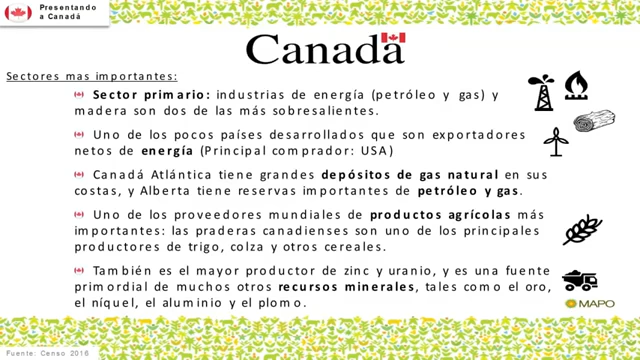 Presentando
a Canadá
Canada
Sectores mas importantes:
Sector primario: industrias de energía (petróleo y gas) y
madera son dos de las más sobresalientes.
Uno de los pocos países desarrollados que son exportadores
netos de energía (Principal comprador: USA)
Canadá Atlántica tiene grandes depósitos de gas natural en sus
costas, y Alberta tiene reservas importantes de petróleo y gas.
Uno de los proveedores mundiales de productos agrícolas más
importantes: las praderas canadienses son uno de los principales
productores de trigo, colza y otros cereales.
También es el mayor productor de zinc y uranio, y es una fuente
primordial de muchos otros recursos minerales, tales como el oro,
el níquel, el aluminio y el plomo.
MAPO
Fuente: Censo 2016